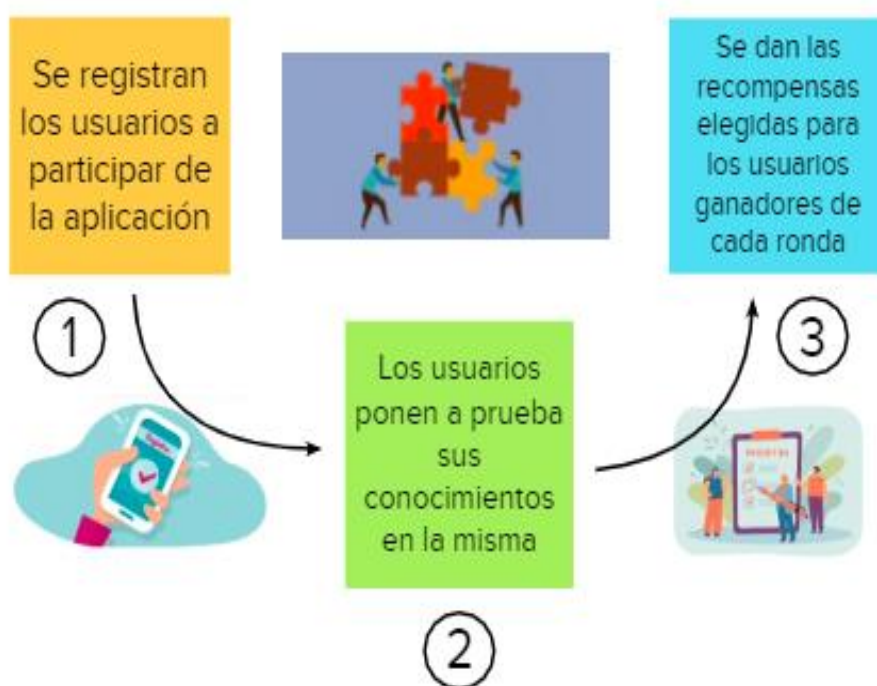 Se registran
los usuarios a
participar de
la aplicación
1
Los usuarios
ponen a prueba
sus
conocimientos
en la misma
2
Se dan las
recompensas
elegidas para
los usuarios
ganadores de
cada ronda
3